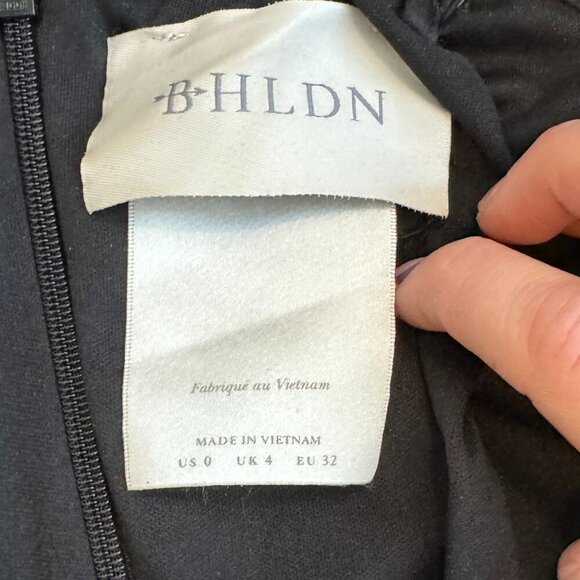 BHLDN
Fabriqué au Vietnam
MADE IN VIETNAM
US 0 UK 4 EU 32